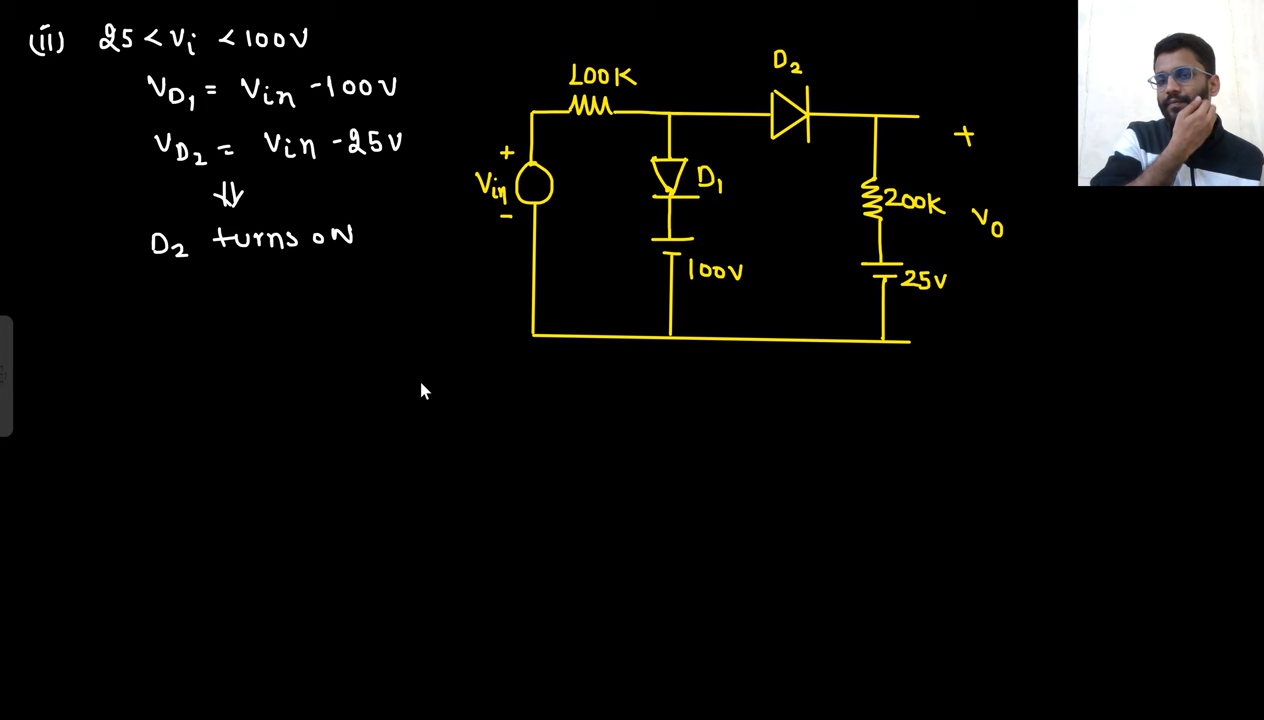 (ii) 25 < Vi < 100V
VD1 = Vin - 100V
VD2 = Vin - 25V
⇓
D2 turns ON
100K
D2
+
Vin
-
D1
100V
200K
25V
+
V0